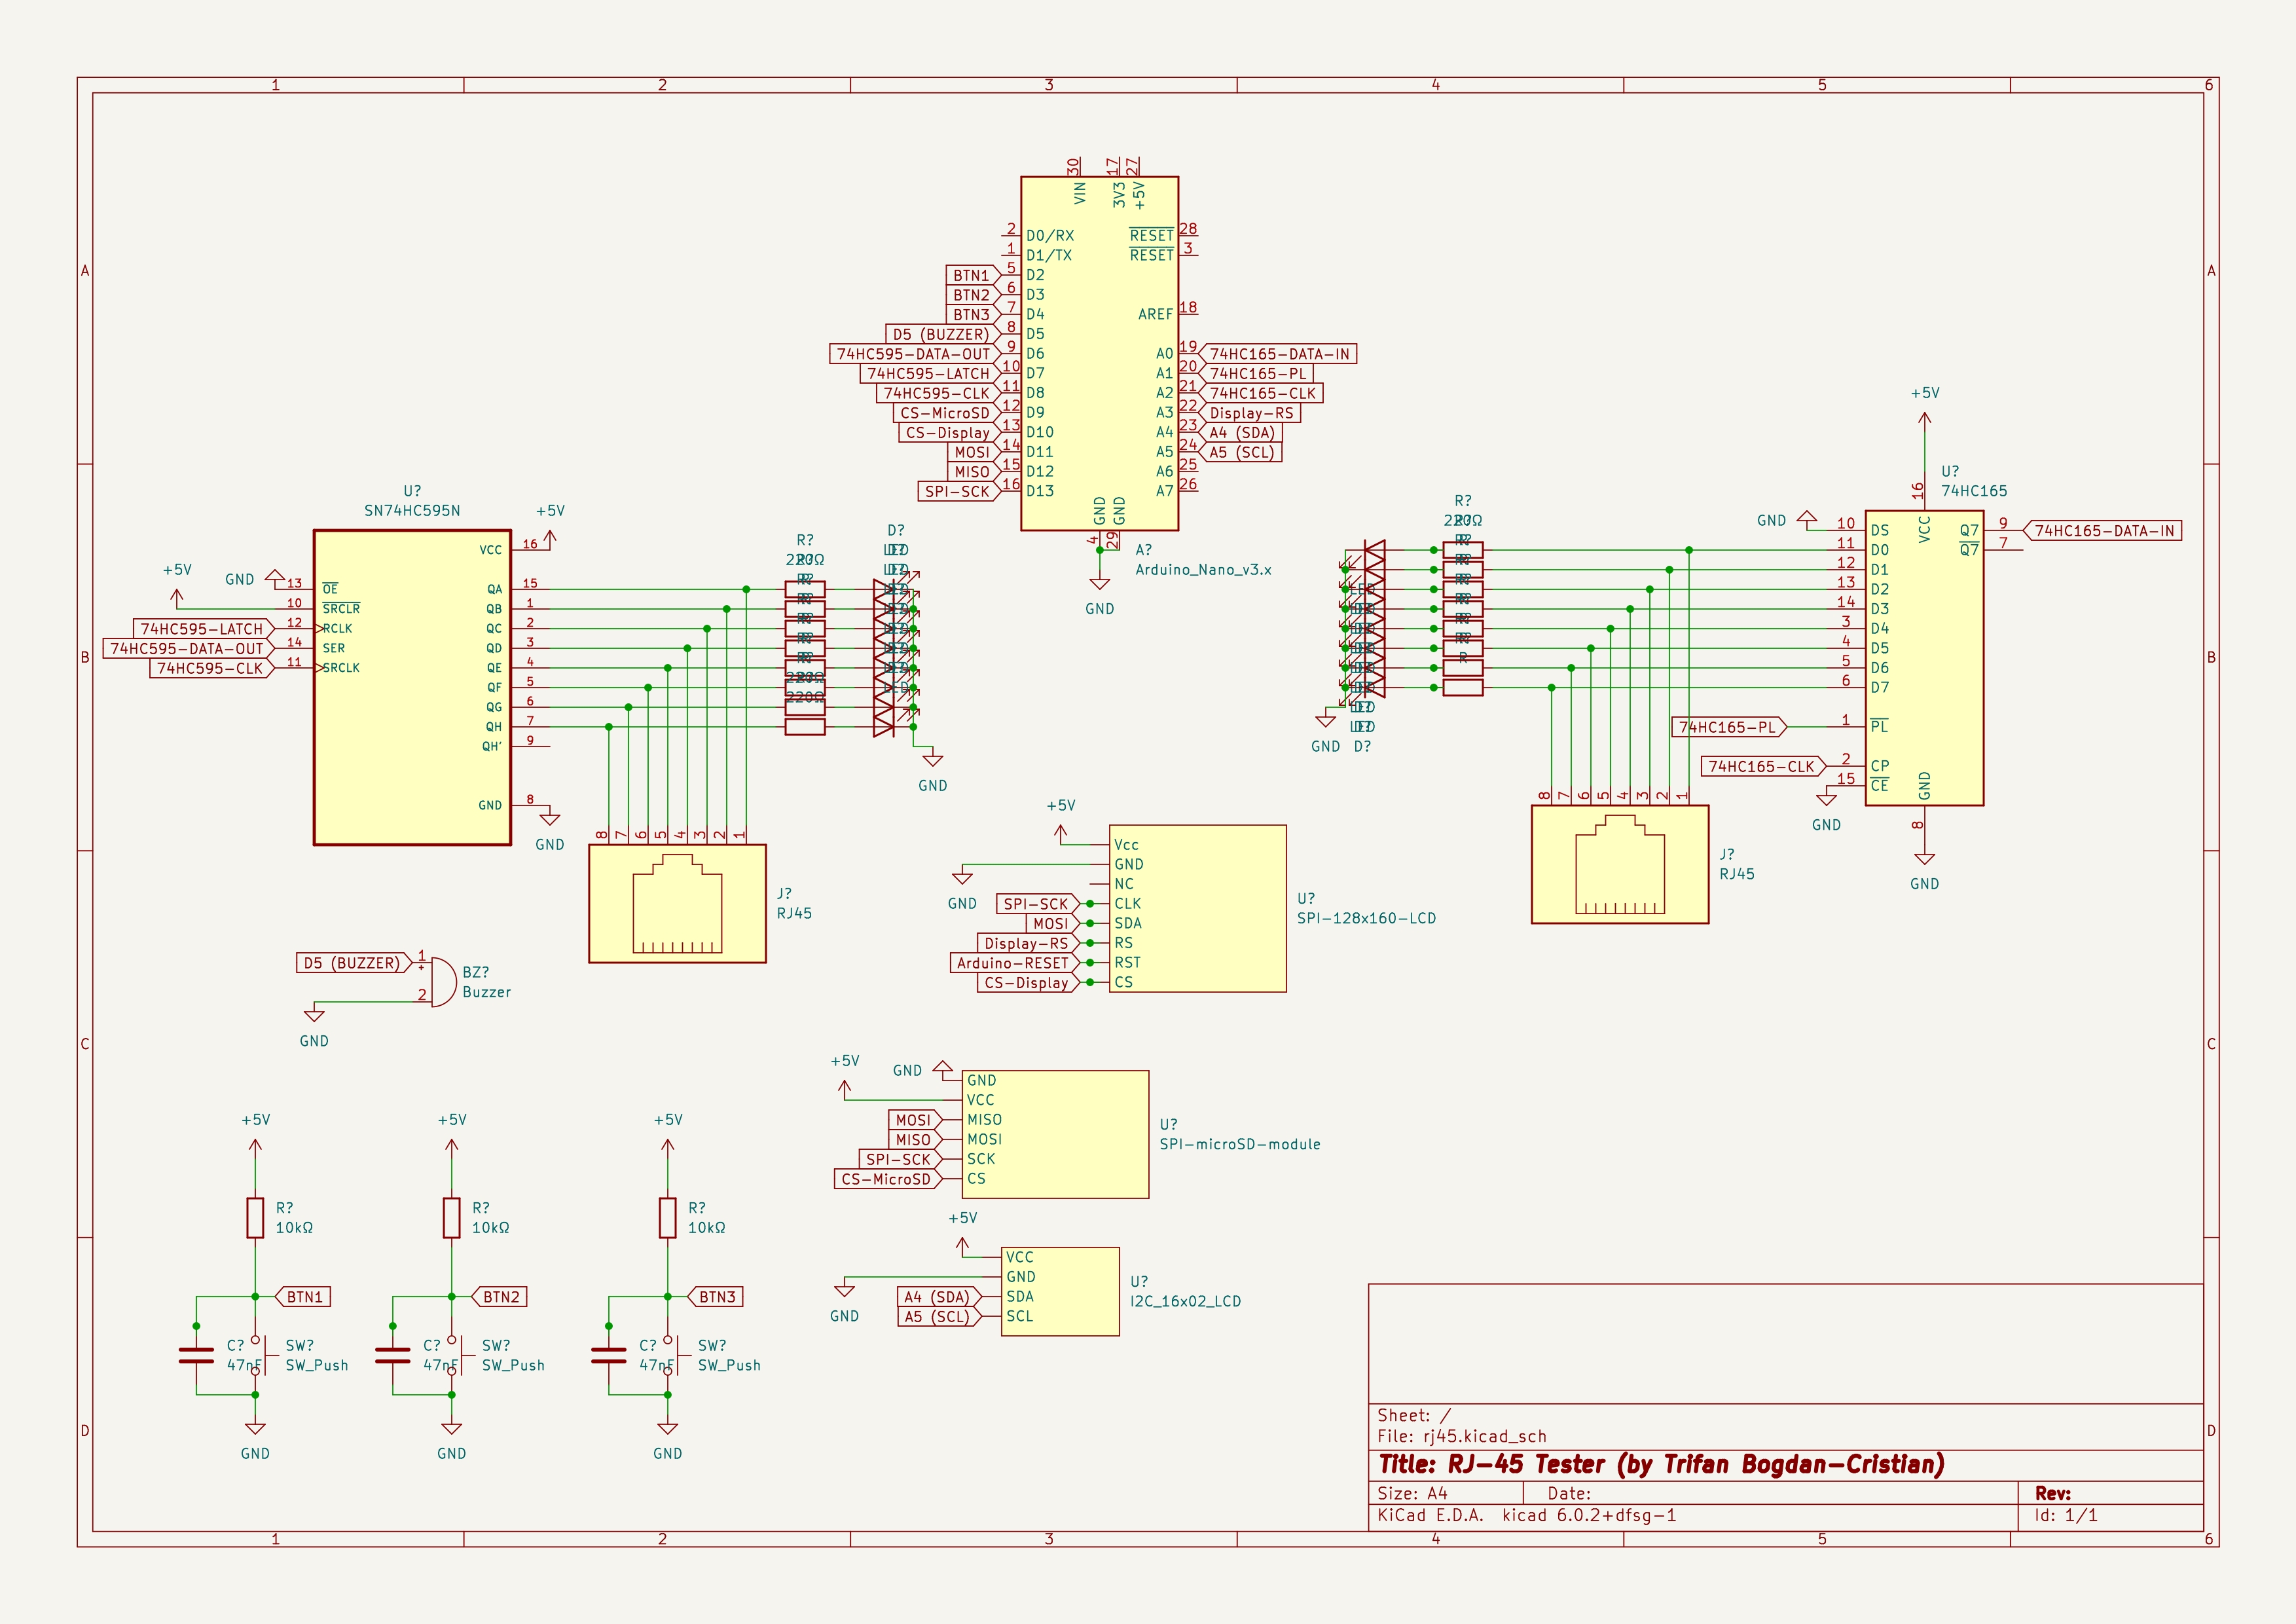 1 2 3 4 5 6
A
B
C
D
A
B
C
D
30 VIN
17 3V3
27 +5V
2 D0/RX
1 D1/TX
BTN1 5 D2
BTN2 6 D3
BTN3 7 D4
D5 (BUZZER) 8 D5
74HC595-DATA-OUT 9 D6
74HC595-LATCH 10 D7
74HC595-CLK 11 D8
CS-MicroSD 12 D9
CS-Display 13 D10
MOSI 14 D11
MISO 15 D12
SPI-SCK 16 D13
RESET 28
RESET 3
AREF 18
A0 19 74HC165-DATA-IN
A1 20 74HC165-PL
A2 21 74HC165-CLK
A3 22 Display-RS
A4 23 A4 (SDA)
A5 24 A5 (SCL)
A6 25
A7 26
GND 4
GND 29
A?
Arduino_Nano_v3.x
GND
U?
SN74HC595N
+5V
VCC 16
+5V
GND
13 OE
10 SRCLR
74HC595-LATCH 12 RCLK
74HC595-DATA-OUT 14 SER
74HC595-CLK 11 SRCLK
QA 15
QB 1
QC 2
QD 3
QE 4
QF 5
QG 6
QH 7
QH' 9
GND 8
GND
R?
220Ω
D?
LED
GND
8 7 6 5 4 3 2 1
J?
RJ45
R?
220Ω
LED
D?
GND
+5V
16 VCC
U?
74HC165
GND
10 DS
11 D0
12 D1
13 D2
14 D3
3 D4
4 D5
5 D6
6 D7
74HC165-PL 1 PL
74HC165-CLK 2 CP
15 CE
GND
Q7 9 74HC165-DATA-IN
Q7 7
GND 8
GND
8 7 6 5 4 3 2 1
J?
RJ45
+5V
Vcc
GND
GND
NC
SPI-SCK CLK
MOSI SDA
Display-RS RS
Arduino-RESET RST
CS-Display CS
U?
SPI-128x160-LCD
D5 (BUZZER) 1
+
2
BZ?
Buzzer
GND
+5V
GND
GND
VCC
MOSI MISO
MISO MOSI
SPI-SCK SCK
CS-MicroSD CS
U?
SPI-microSD-module
+5V
VCC
GND
GND
A4 (SDA) SDA
A5 (SCL) SCL
U?
I2C_16x02_LCD
+5V
R?
10kΩ
BTN1
C?
47nF
SW?
SW_Push
GND
+5V
R?
10kΩ
BTN2
C?
47nF
SW?
SW_Push
GND
+5V
R?
10kΩ
BTN3
C?
47nF
SW?
SW_Push
GND
Sheet: /
File: rj45.kicad_sch
Title: RJ-45 Tester (by Trifan Bogdan-Cristian)
Size: A4 Date: Rev:
KiCad E.D.A. kicad 6.0.2+dfsg-1 Id: 1/1
1 2 3 4 5 6